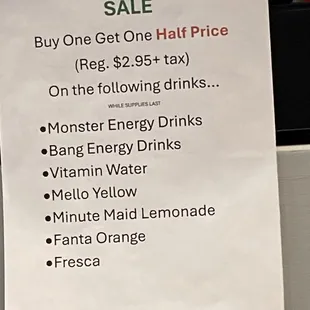 SALE
Buy One Get One Half Price
(Reg. $2.95+ tax)
On the following drinks...
WHILE SUPPLIES LAST
•Monster Energy Drinks
•Bang Energy Drinks
•Vitamin Water
•Mello Yellow
•Minute Maid Lemonade
•Fanta Orange
•Fresca